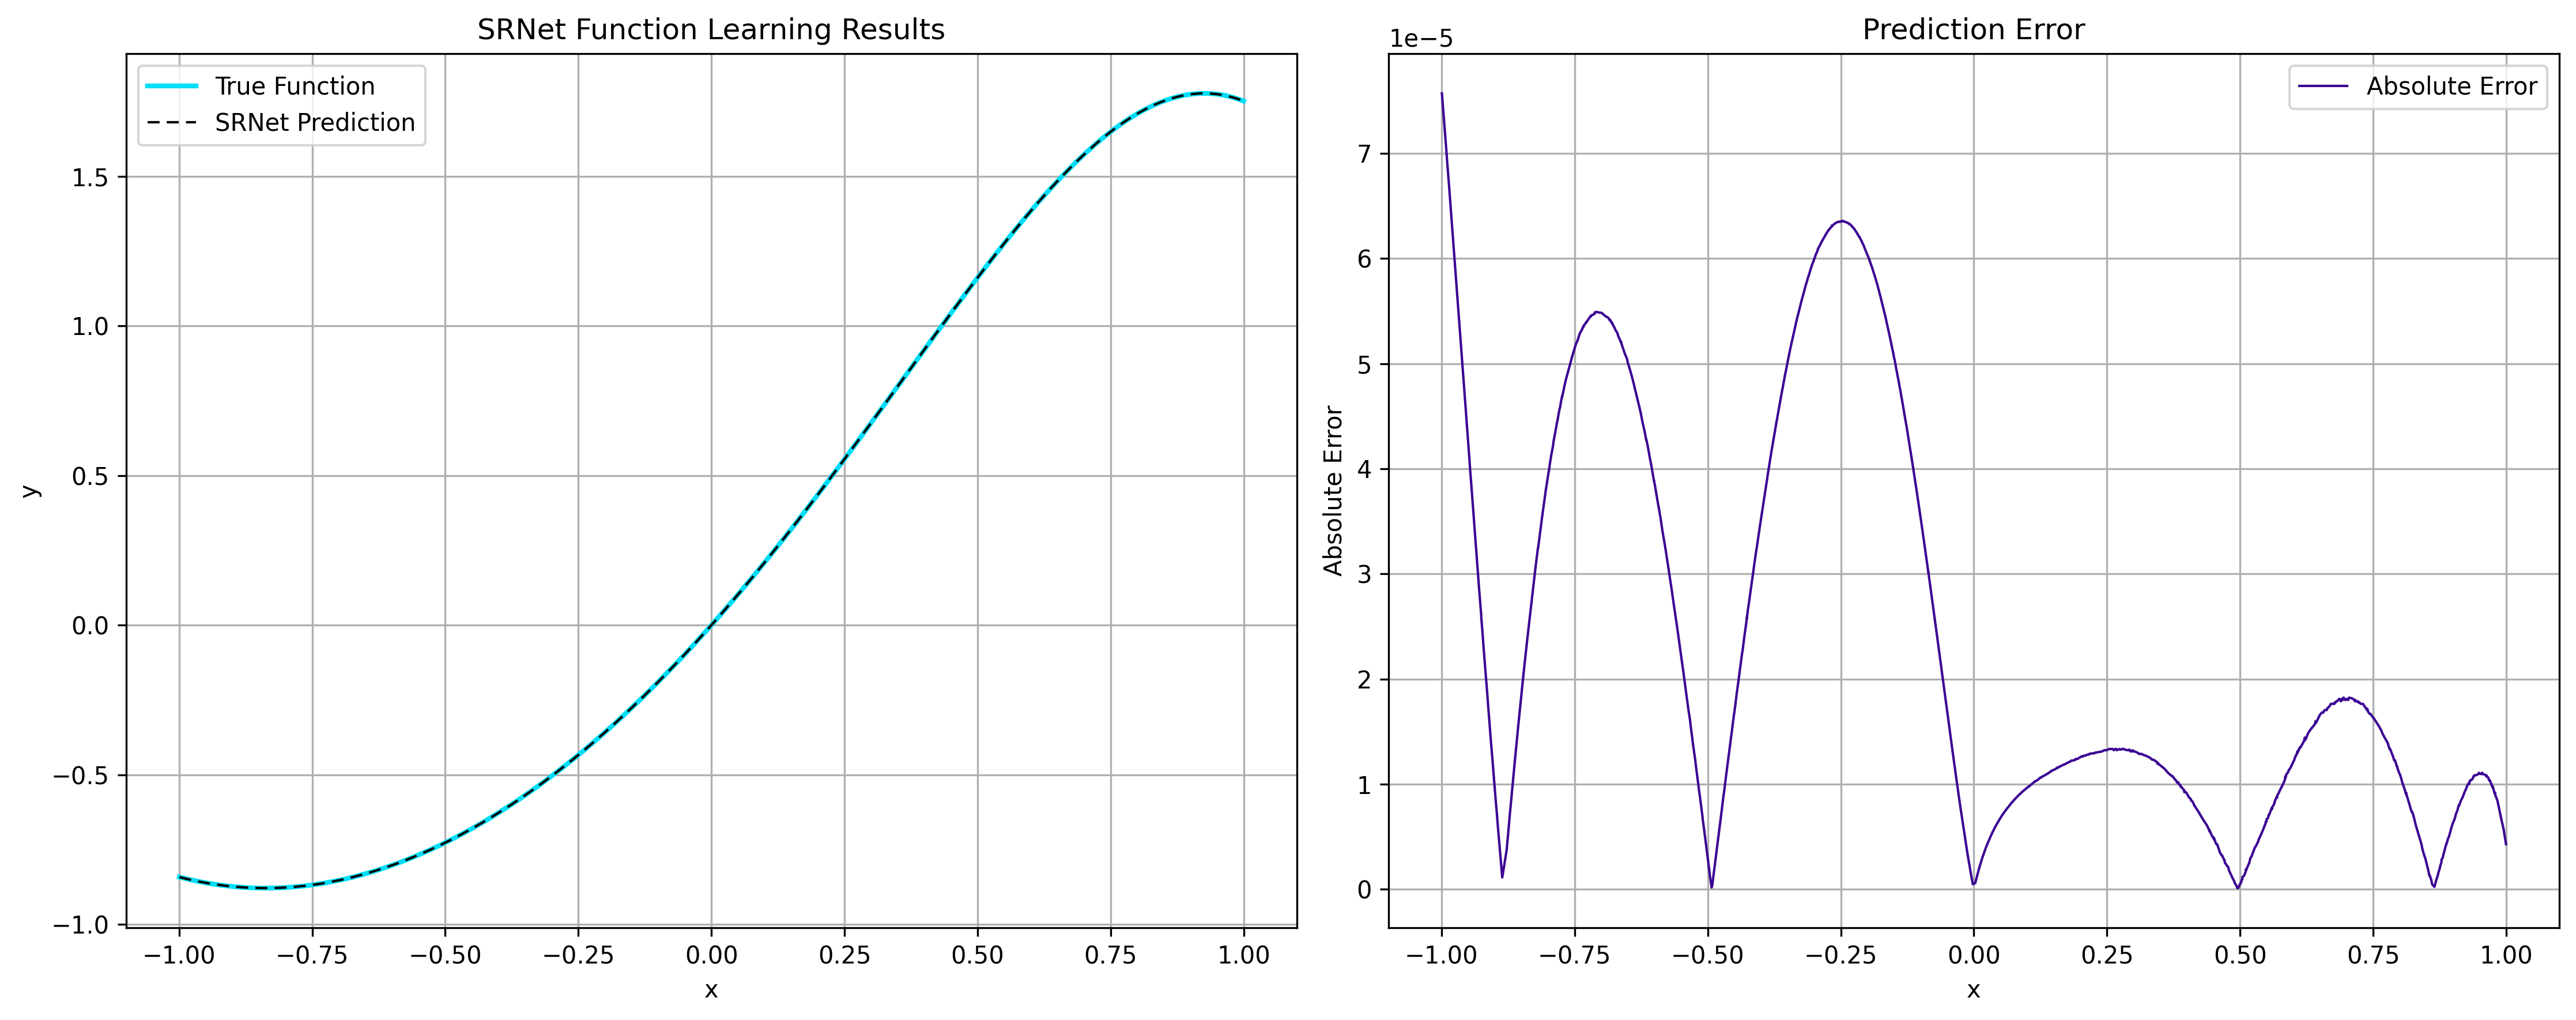 SRNet Function Learning Results
True Function
SRNet Prediction
1.5
1.0
0.5
0.0
−0.5
−1.0
y
−1.00 −0.75 −0.50 −0.25 0.00 0.25 0.50 0.75 1.00
x
Prediction Error
1e−5
Absolute Error
7
6
5
4
3
2
1
0
Absolute Error
−1.00 −0.75 −0.50 −0.25 0.00 0.25 0.50 0.75 1.00
x